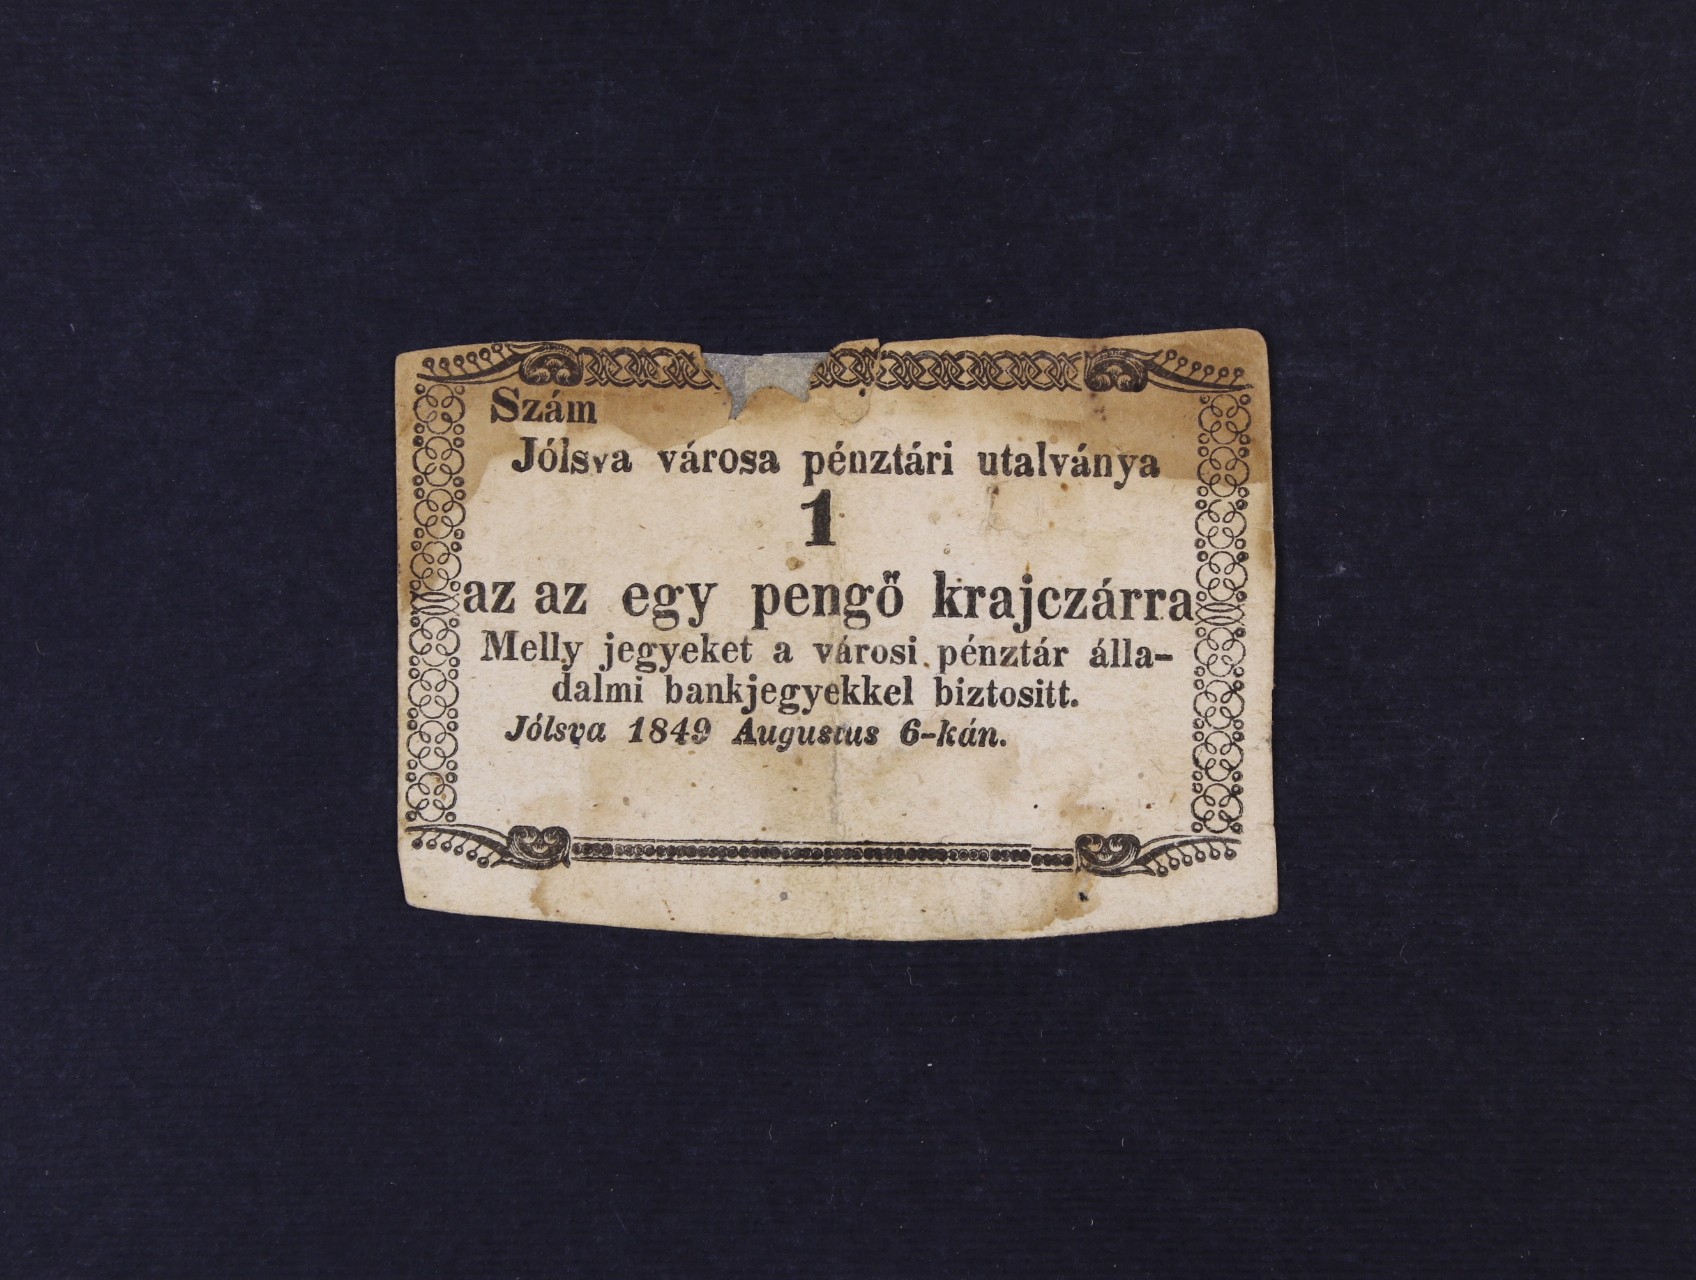 Szám
Jólsva városa pénztári utalványa
1
az az egy pengő krajczárra
Melly jegyeket a városi pénztár álla-
dalmi bankjegyekkel biztositt.
Jólsva 1849 Augustus 6-kán.